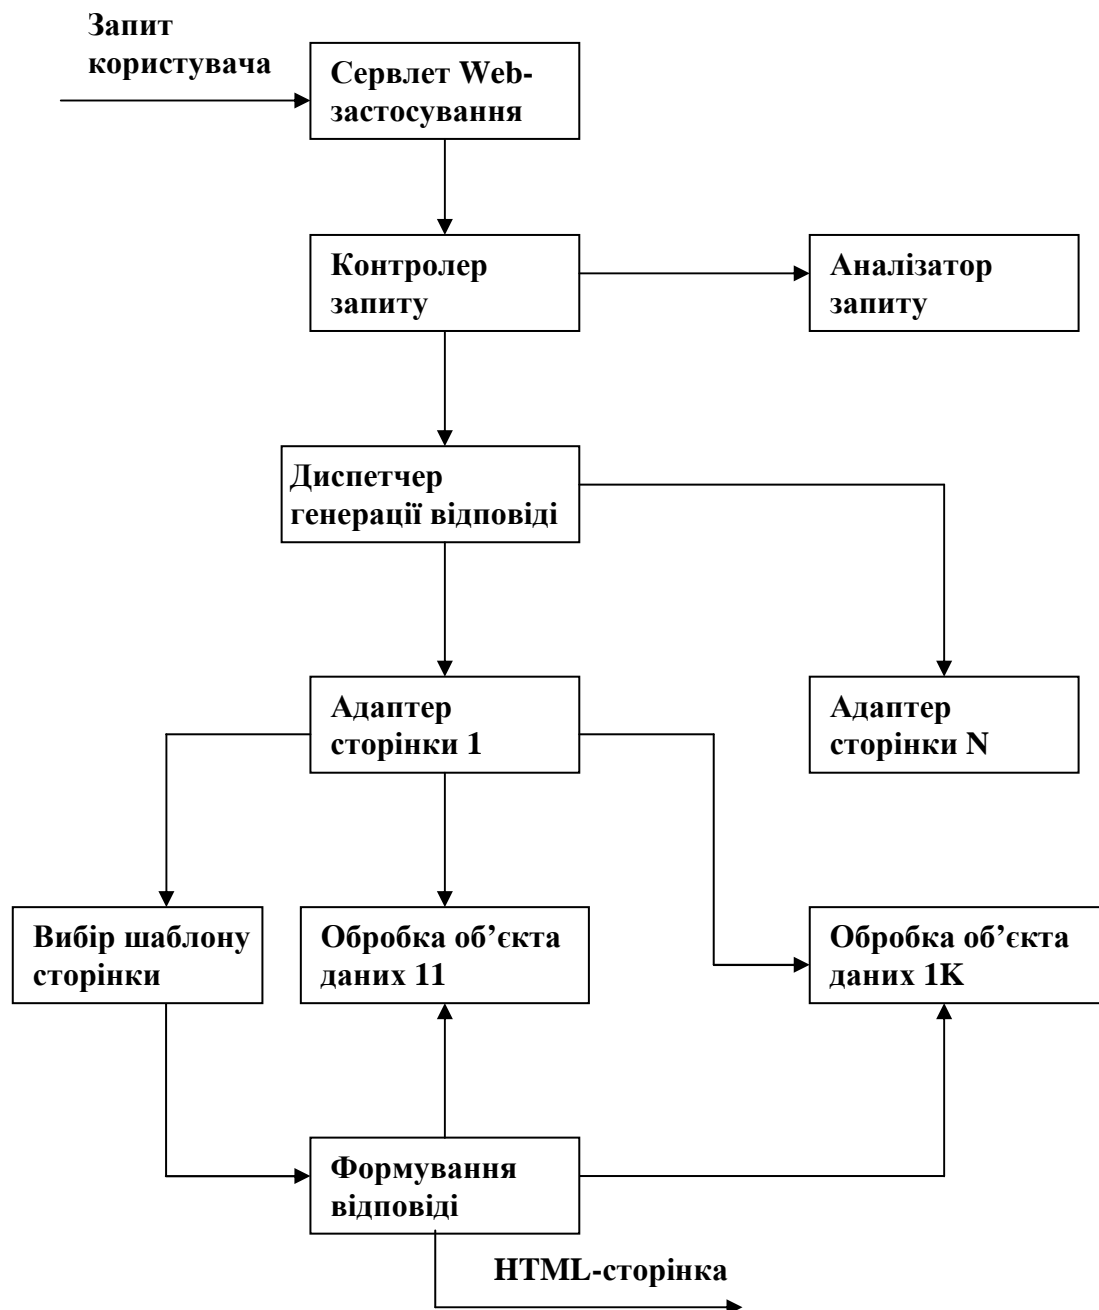 Запит
користувача
Сервлет Web-
застосування
Контролер
запиту
Аналізатор
запиту
Диспетчер
генерації відповіді
Адаптер
сторінки 1
Адаптер
сторінки N
Вибір шаблону
сторінки
Обробка об’єкта
даних 11
Обробка об’єкта
даних 1K
Формування
відповіді
HTML-сторінка